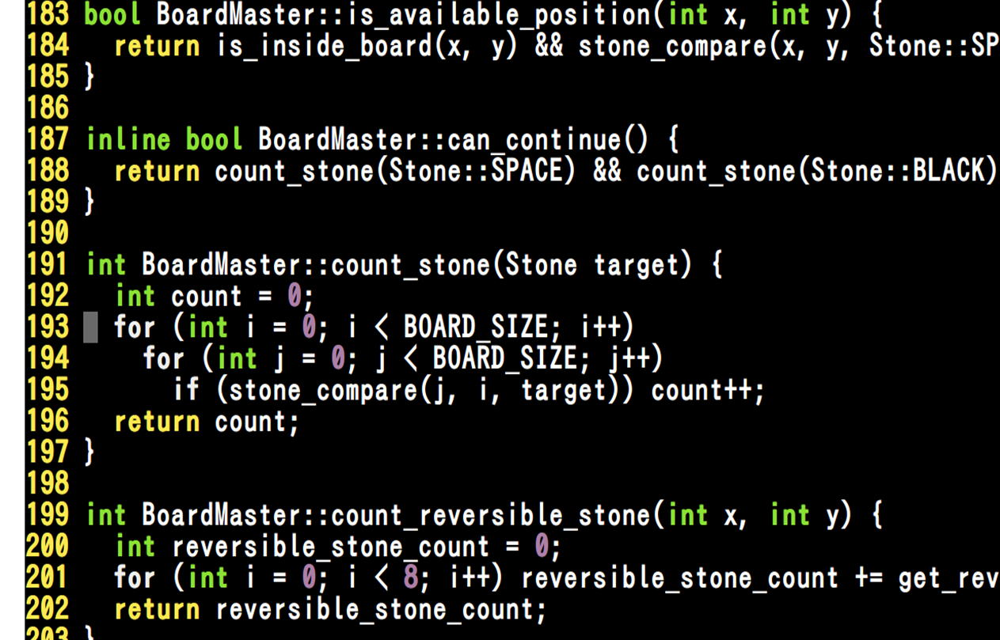 183 bool BoardMaster::is_available_position(int x, int y) {
184   return is_inside_board(x, y) && stone_compare(x, y, Stone::SP
185 }
186
187 inline bool BoardMaster::can_continue() {
188   return count_stone(Stone::SPACE) && count_stone(Stone::BLACK)
189 }
190
191 int BoardMaster::count_stone(Stone target) {
192   int count = 0;
193   for (int i = 0; i < BOARD_SIZE; i++)
194     for (int j = 0; j < BOARD_SIZE; j++)
195       if (stone_compare(j, i, target)) count++;
196   return count;
197 }
198
199 int BoardMaster::count_reversible_stone(int x, int y) {
200   int reversible_stone_count = 0;
201   for (int i = 0; i < 8; i++) reversible_stone_count += get_rev
202   return reversible_stone_count;
203 }